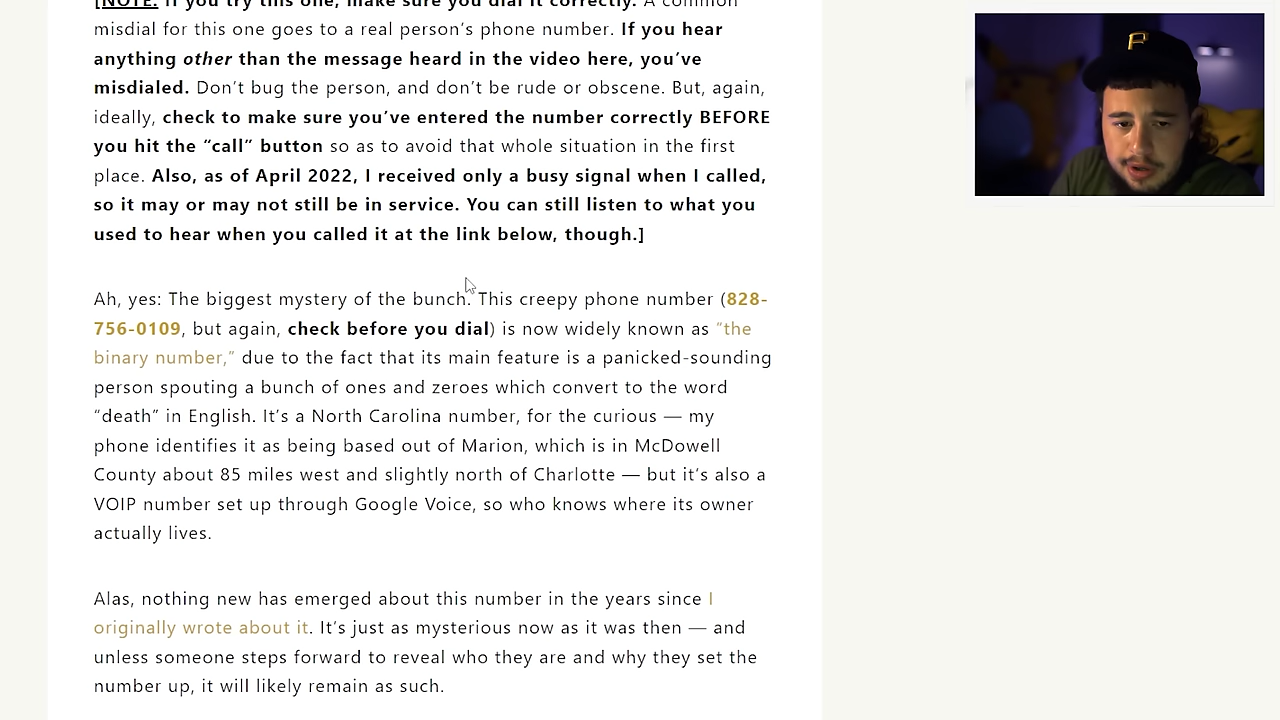 [NOTE: If you try this one, make sure you dial it correctly. A common
misdial for this one goes to a real person’s phone number. If you hear
anything other than the message heard in the video here, you’ve
misdialed. Don’t bug the person, and don’t be rude or obscene. But, again,
ideally, check to make sure you’ve entered the number correctly BEFORE
you hit the “call” button so as to avoid that whole situation in the first
place. Also, as of April 2022, I received only a busy signal when I called,
so it may or may not still be in service. You can still listen to what you
used to hear when you called it at the link below, though.]
Ah, yes: The biggest mystery of the bunch. This creepy phone number (828-
756-0109, but again, check before you dial) is now widely known as “the
binary number,” due to the fact that its main feature is a panicked-sounding
person spouting a bunch of ones and zeroes which convert to the word
“death” in English. It’s a North Carolina number, for the curious — my
phone identifies it as being based out of Marion, which is in McDowell
County about 85 miles west and slightly north of Charlotte — but it’s also a
VOIP number set up through Google Voice, so who knows where its owner
actually lives.
Alas, nothing new has emerged about this number in the years since I
originally wrote about it. It’s just as mysterious now as it was then — and
unless someone steps forward to reveal who they are and why they set the
number up, it will likely remain as such.
P